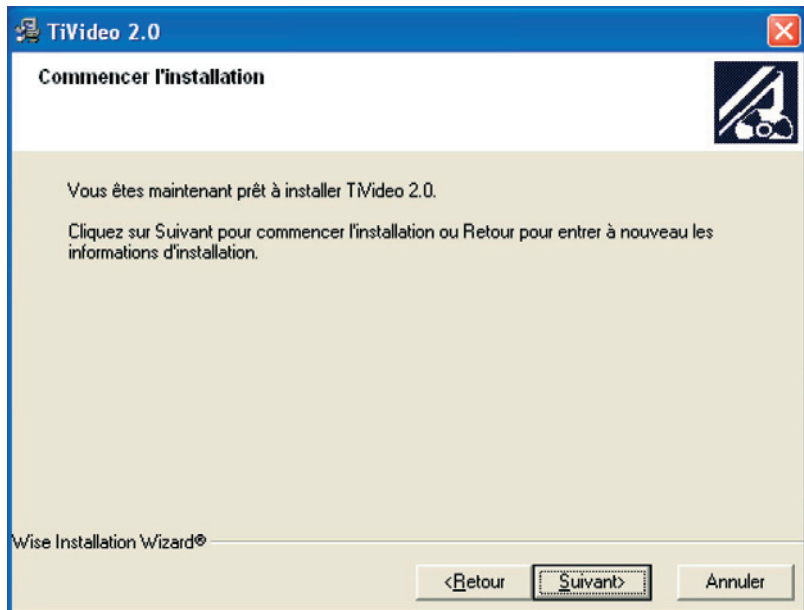 TiVideo 2.0
Commencer l'installation
Vous êtes maintenant prêt à installer TiVideo 2.0.
Cliquez sur Suivant pour commencer l'installation ou Retour pour entrer à nouveau les
informations d'installation.
Wise Installation Wizard®
<Retour Suivant> Annuler